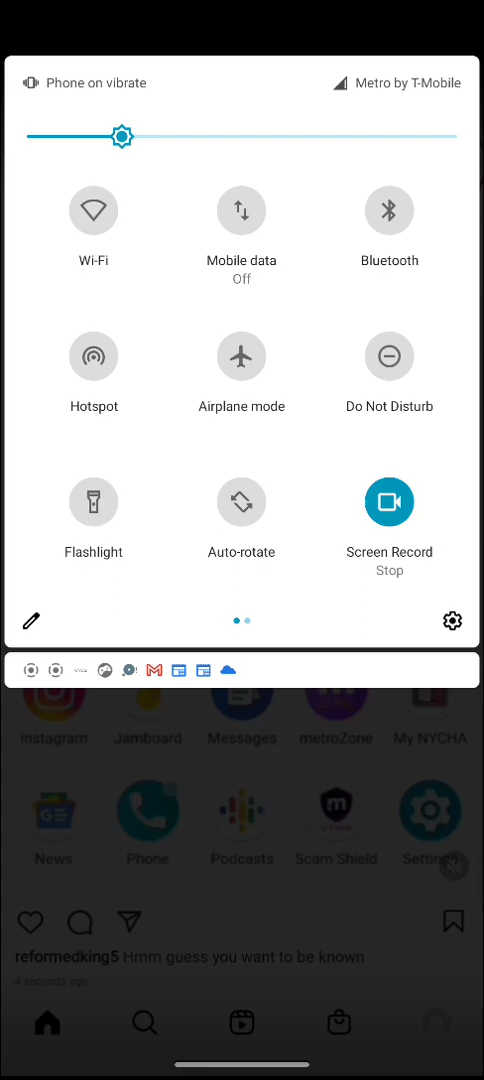 Phone on vibrate
Metro by T-Mobile
Wi-Fi
Mobile data
Off
Bluetooth
Hotspot
Airplane mode
Do Not Disturb
Flashlight
Auto-rotate
Screen Record
Stop
Instagram
Jamboard
Messages
metroZone
My NYCHA
News
Phone
Podcasts
Scam Shield
Settings
reformedking5 Hmm guess you want to be known
4 seconds ago